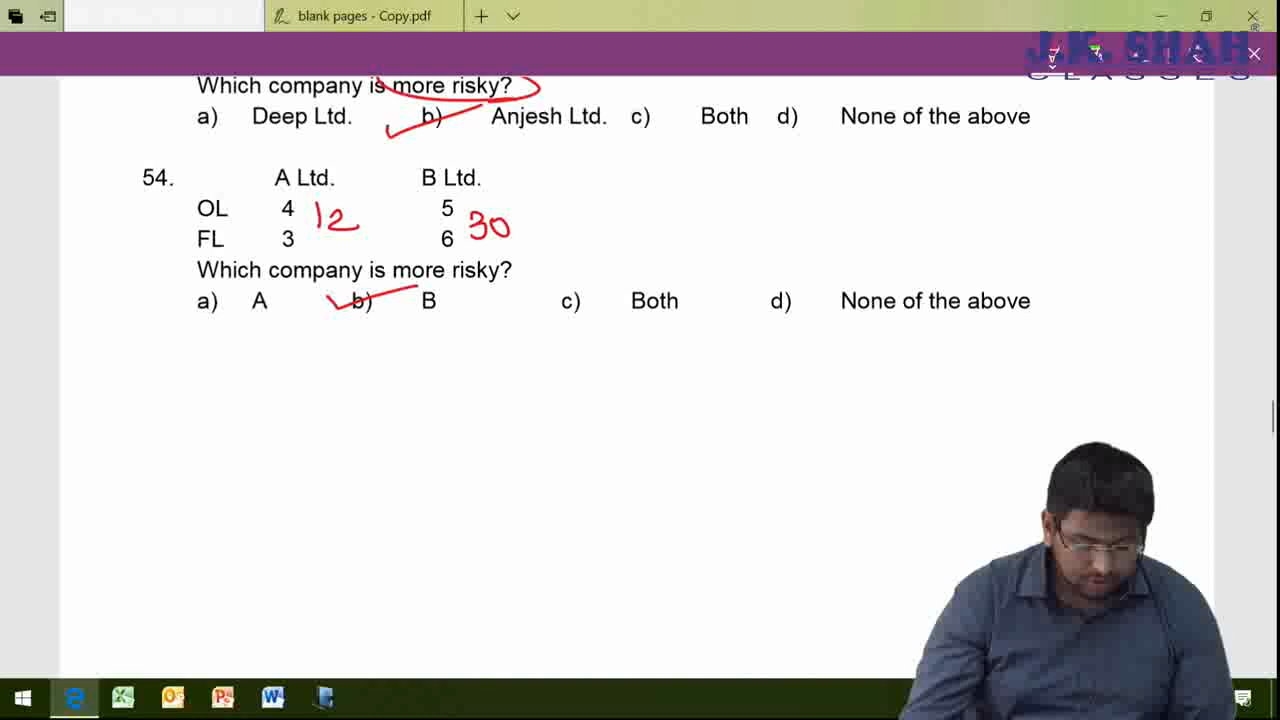 blank pages - Copy.pdf
J.K. SHAH
CLASSES
Which company is more risky?
a) Deep Ltd. b) Anjesh Ltd. c) Both d) None of the above
54. A Ltd. B Ltd.
OL 4 5
12 30
FL 3 6
Which company is more risky?
a) A b) B c) Both d) None of the above